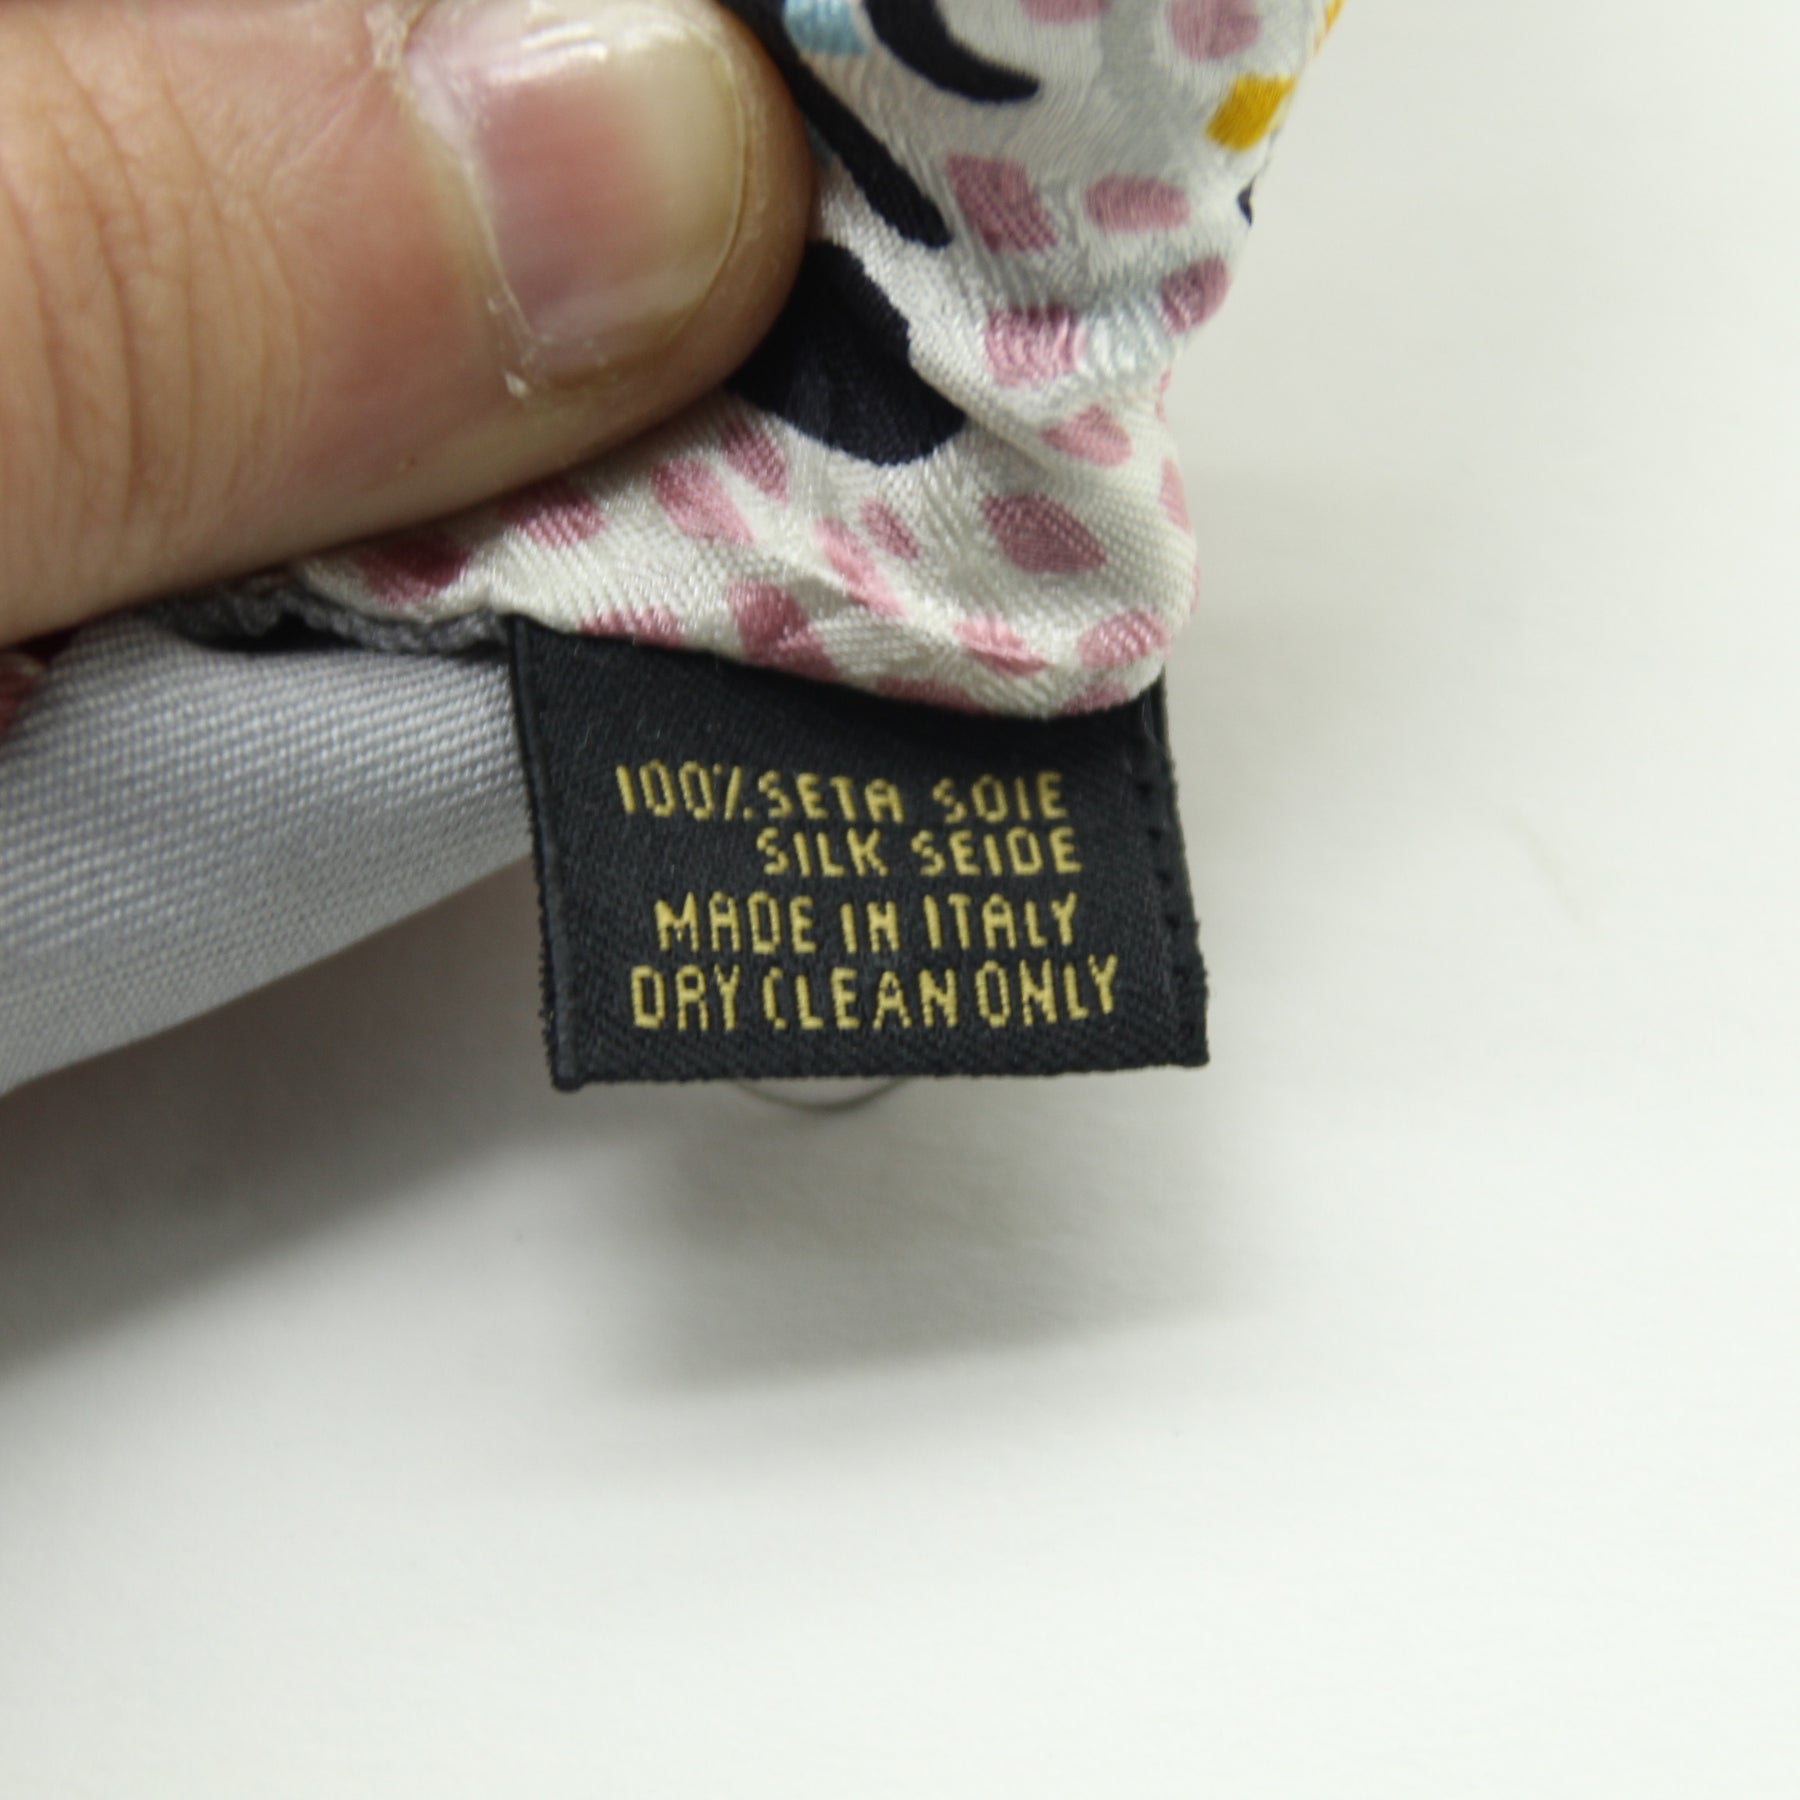 100% SETA SOIE
SILK SEIDE
MADE IN ITALY
DRY CLEAN ONLY